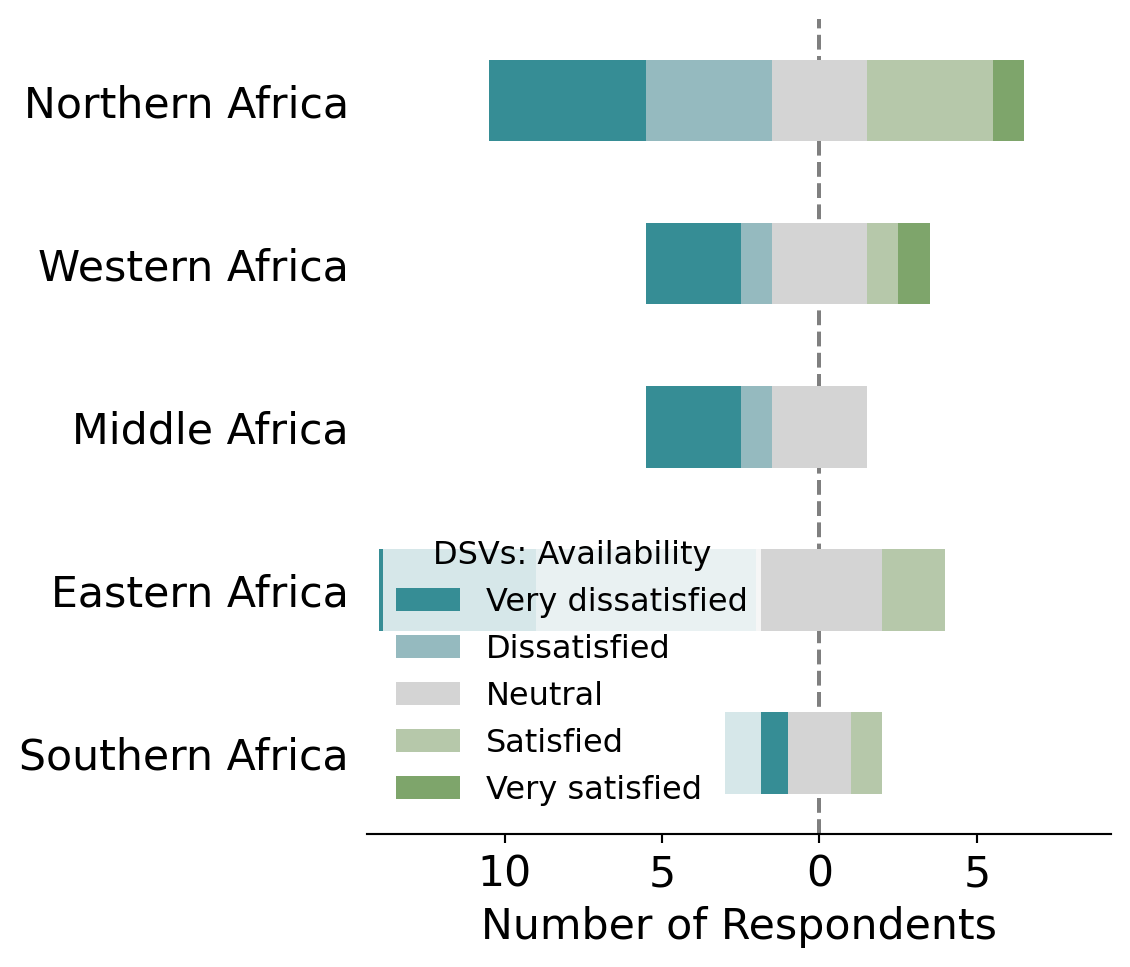 Northern Africa
Western Africa
Middle Africa
Eastern Africa
Southern Africa
DSVs: Availability
Very dissatisfied
Dissatisfied
Neutral
Satisfied
Very satisfied
10 5 0 5
Number of Respondents